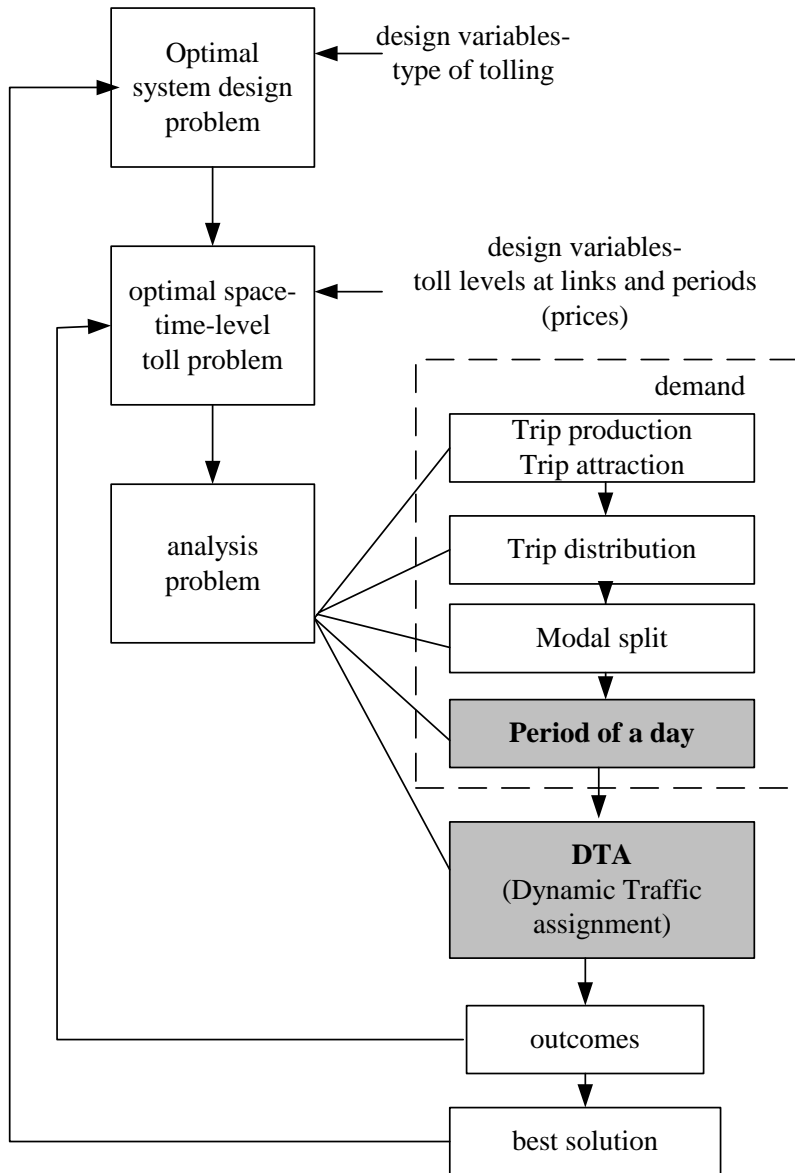 Optimal
system design
problem
design variables-
type of tolling
optimal space-
time-level
toll problem
design variables-
toll levels at links and periods
(prices)
analysis
problem
demand
Trip production
Trip attraction
Trip distribution
Modal split
Period of a day
DTA
(Dynamic Traffic
assignment)
outcomes
best solution